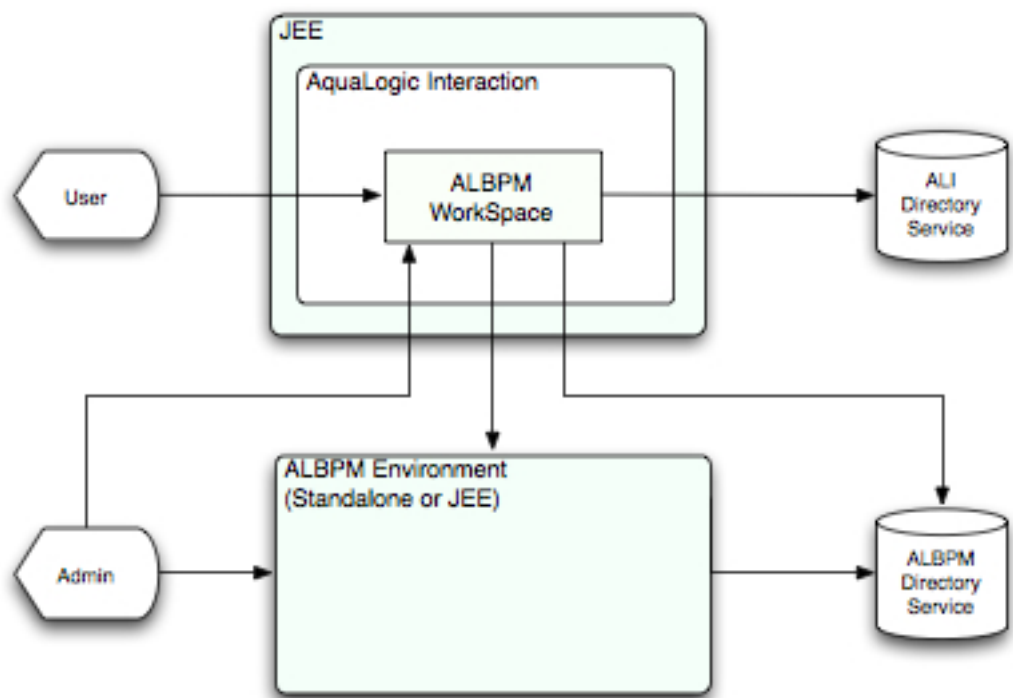 JEE
AquaLogic Interaction
User
ALBPM
WorkSpace
ALI
Directory
Service
ALBPM Environment
(Standalone or JEE)
Admin
ALBPM
Directory
Service